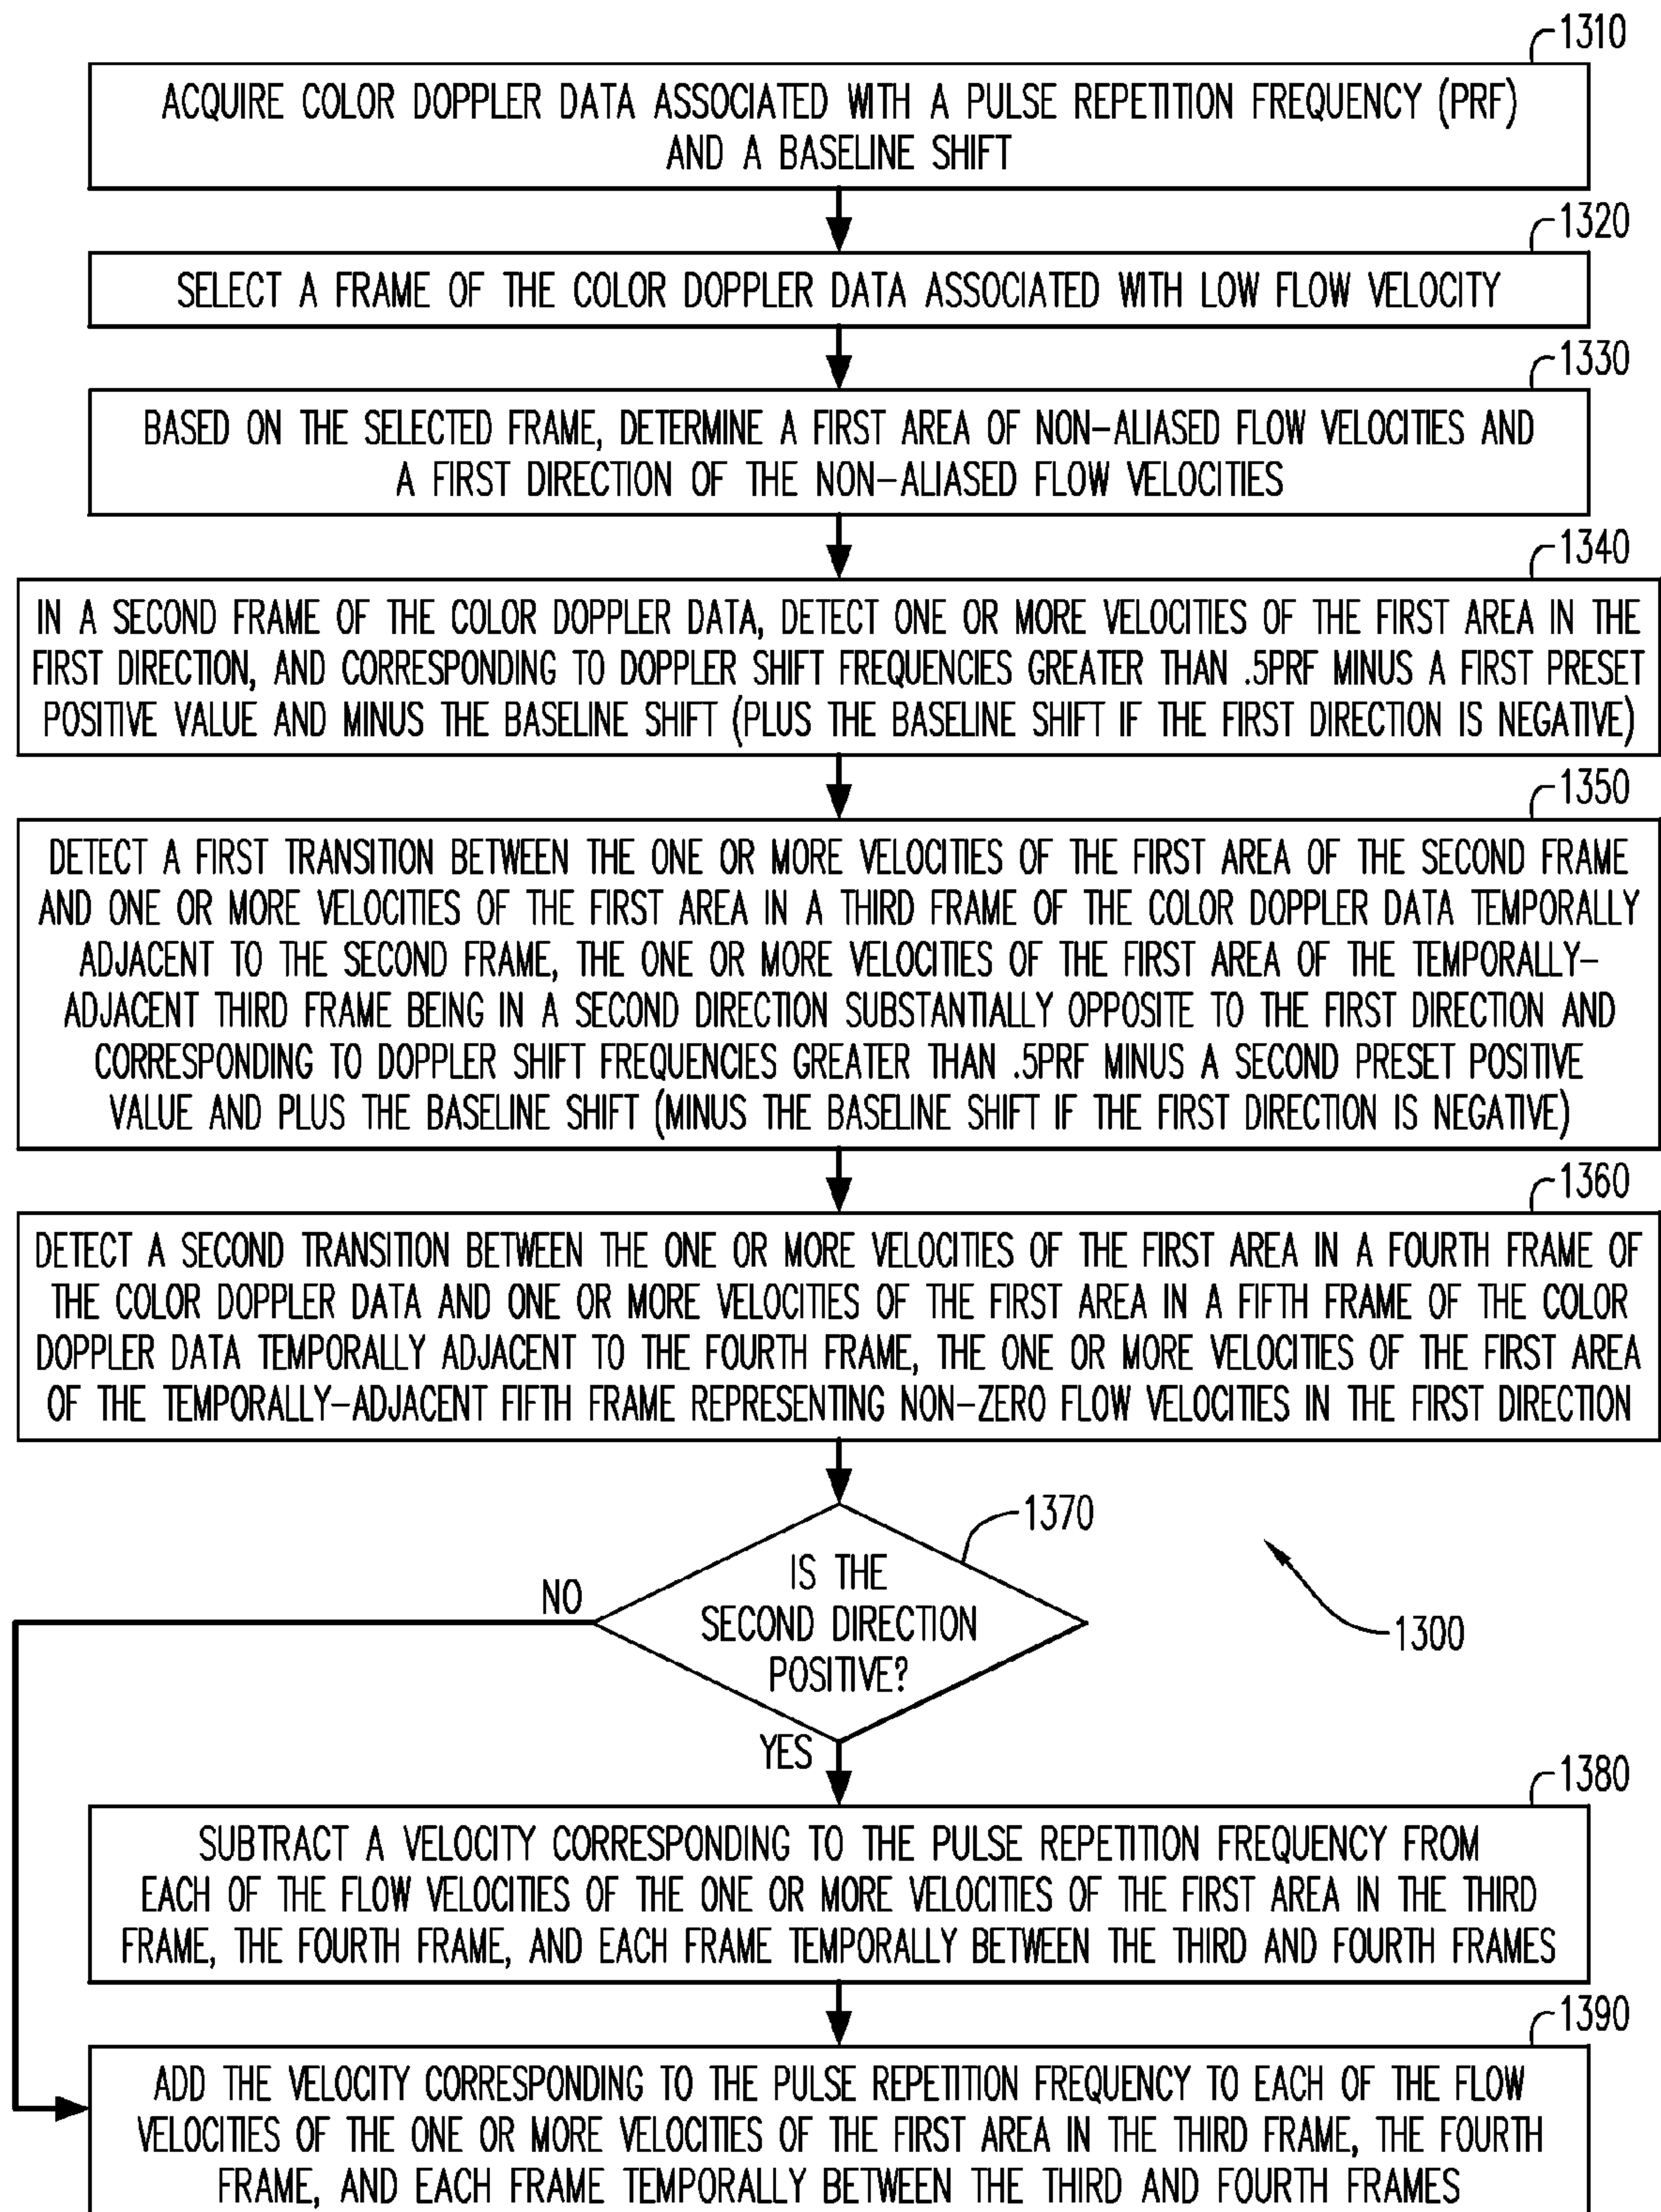 1310
ACQUIRE COLOR DOPPLER DATA ASSOCIATED WITH A PULSE REPETITION FREQUENCY (PRF)
AND A BASELINE SHIFT
1320
SELECT A FRAME OF THE COLOR DOPPLER DATA ASSOCIATED WITH LOW FLOW VELOCITY
1330
BASED ON THE SELECTED FRAME, DETERMINE A FIRST AREA OF NON-ALIASED FLOW VELOCITIES AND
A FIRST DIRECTION OF THE NON-ALIASED FLOW VELOCITIES
1340
IN A SECOND FRAME OF THE COLOR DOPPLER DATA, DETECT ONE OR MORE VELOCITIES OF THE FIRST AREA IN THE
FIRST DIRECTION, AND CORRESPONDING TO DOPPLER SHIFT FREQUENCIES GREATER THAN .5PRF MINUS A FIRST PRESET
POSITIVE VALUE AND MINUS THE BASELINE SHIFT (PLUS THE BASELINE SHIFT IF THE FIRST DIRECTION IS NEGATIVE)
1350
DETECT A FIRST TRANSITION BETWEEN THE ONE OR MORE VELOCITIES OF THE FIRST AREA OF THE SECOND FRAME
AND ONE OR MORE VELOCITIES OF THE FIRST AREA IN A THIRD FRAME OF THE COLOR DOPPLER DATA TEMPORALLY
ADJACENT TO THE SECOND FRAME, THE ONE OR MORE VELOCITIES OF THE FIRST AREA OF THE TEMPORALLY-
ADJACENT THIRD FRAME BEING IN A SECOND DIRECTION SUBSTANTIALLY OPPOSITE TO THE FIRST DIRECTION AND
CORRESPONDING TO DOPPLER SHIFT FREQUENCIES GREATER THAN .5PRF MINUS A SECOND PRESET POSITIVE
VALUE AND PLUS THE BASELINE SHIFT (MINUS THE BASELINE SHIFT IF THE FIRST DIRECTION IS NEGATIVE)
1360
DETECT A SECOND TRANSITION BETWEEN THE ONE OR MORE VELOCITIES OF THE FIRST AREA IN A FOURTH FRAME OF
THE COLOR DOPPLER DATA AND ONE OR MORE VELOCITIES OF THE FIRST AREA IN A FIFTH FRAME OF THE COLOR
DOPPLER DATA TEMPORALLY ADJACENT TO THE FOURTH FRAME, THE ONE OR MORE VELOCITIES OF THE FIRST AREA
OF THE TEMPORALLY-ADJACENT FIFTH FRAME REPRESENTING NON-ZERO FLOW VELOCITIES IN THE FIRST DIRECTION
1370
IS THE
SECOND DIRECTION
POSITIVE?
NO
1300
YES
1380
SUBTRACT A VELOCITY CORRESPONDING TO THE PULSE REPETITION FREQUENCY FROM
EACH OF THE FLOW VELOCITIES OF THE ONE OR MORE VELOCITIES OF THE FIRST AREA IN THE THIRD
FRAME, THE FOURTH FRAME, AND EACH FRAME TEMPORALLY BETWEEN THE THIRD AND FOURTH FRAMES
1390
ADD THE VELOCITY CORRESPONDING TO THE PULSE REPETITION FREQUENCY TO EACH OF THE FLOW
VELOCITIES OF THE ONE OR MORE VELOCITIES OF THE FIRST AREA IN THE THIRD FRAME, THE FOURTH
FRAME, AND EACH FRAME TEMPORALLY BETWEEN THE THIRD AND FOURTH FRAMES